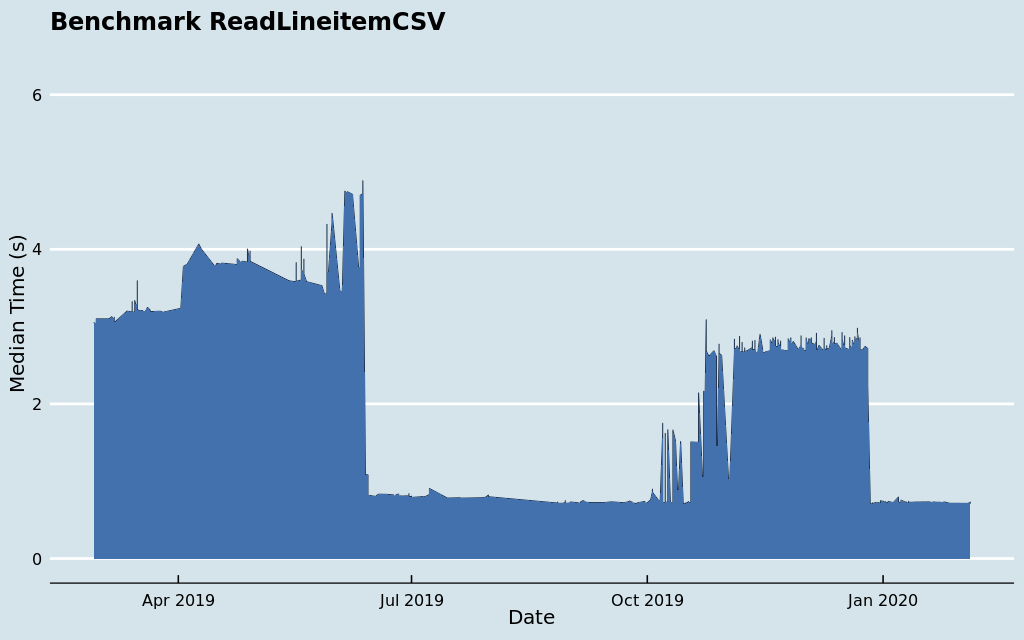 Benchmark ReadLineitemCSV
6
4
2
0
Median Time (s)
Apr 2019
Jul 2019
Oct 2019
Jan 2020
Date